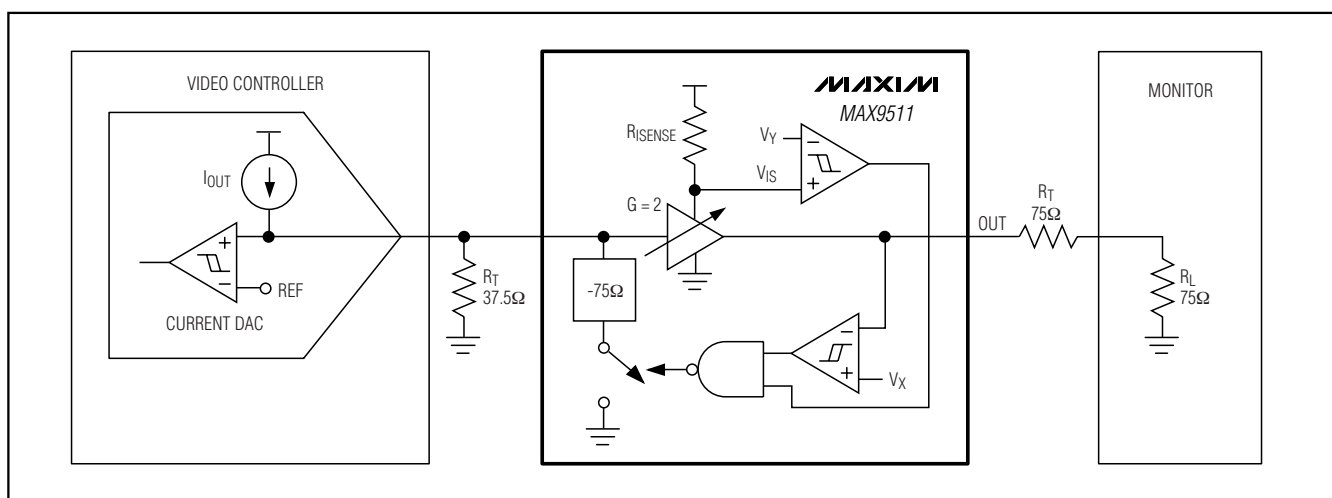 VIDEO CONTROLLER
IOUT
+
−
REF
CURRENT DAC
RT
37.5Ω
MAXIM
MAX9511
RISENSE
VY
−
VIS
+
G = 2
-75Ω
−
+
VX
OUT
RT
75Ω
MONITOR
RL
75Ω